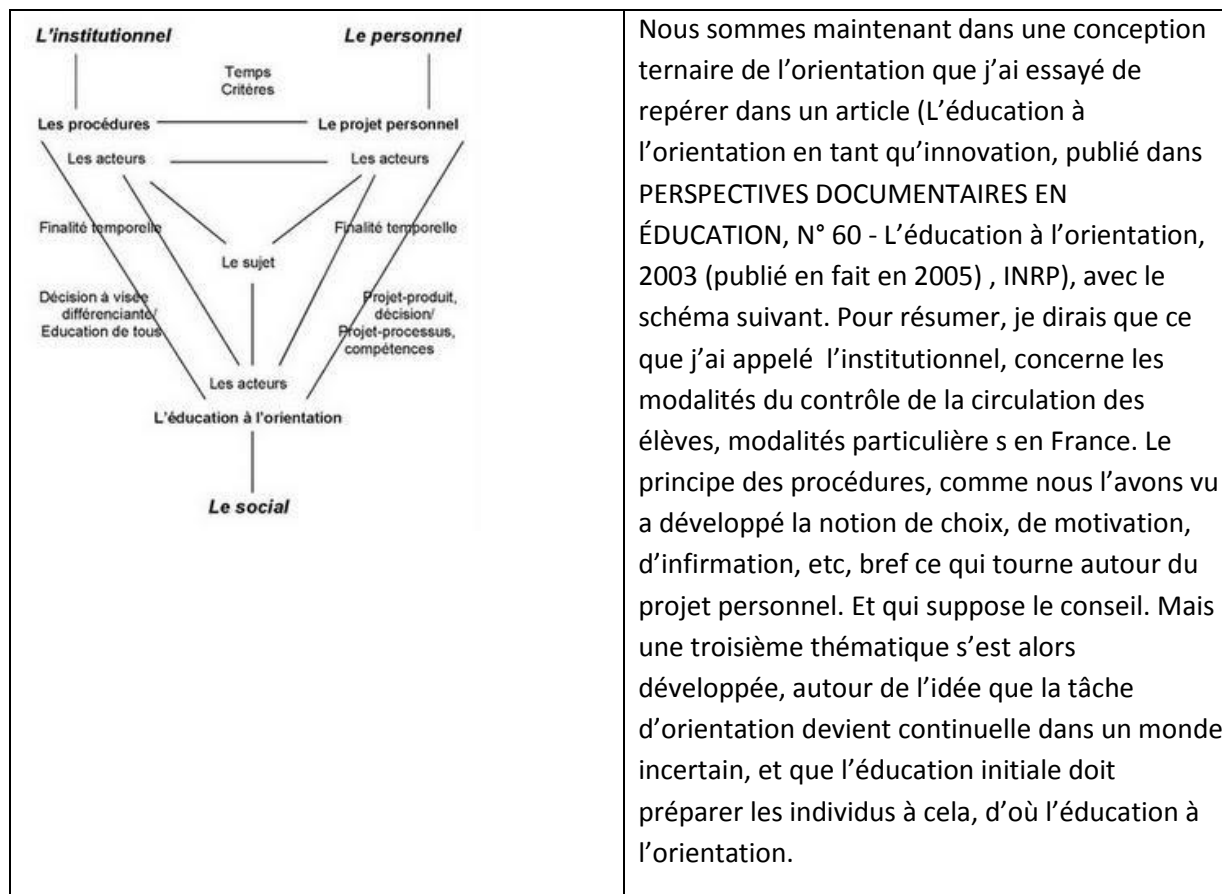 L'institutionnel
Le personnel
Temps
Critères
Les procédures
Le projet personnel
Les acteurs
Les acteurs
Finalité temporelle
Finalité temporelle
Le sujet
Décision à visée
différenciante/
Education de tous
Projet-produit,
décision/
Projet-processus,
compétences
Les acteurs
L'éducation à l'orientation
Le social
Nous sommes maintenant dans une conception
ternaire de l’orientation que j’ai essayé de
repérer dans un article (L’éducation à
l’orientation en tant qu’innovation, publié dans
PERSPECTIVES DOCUMENTAIRES EN
ÉDUCATION, N° 60 - L’éducation à l’orientation,
2003 (publié en fait en 2005) , INRP), avec le
schéma suivant. Pour résumer, je dirais que ce
que j’ai appelé  l’institutionnel, concerne les
modalités du contrôle de la circulation des
élèves, modalités particulière s en France. Le
principe des procédures, comme nous l’avons vu
a développé la notion de choix, de motivation,
d’infirmation, etc, bref ce qui tourne autour du
projet personnel. Et qui suppose le conseil. Mais
une troisième thématique s’est alors
développée, autour de l’idée que la tâche
d’orientation devient continuelle dans un monde
incertain, et que l’éducation initiale doit
préparer les individus à cela, d’où l’éducation à
l’orientation.